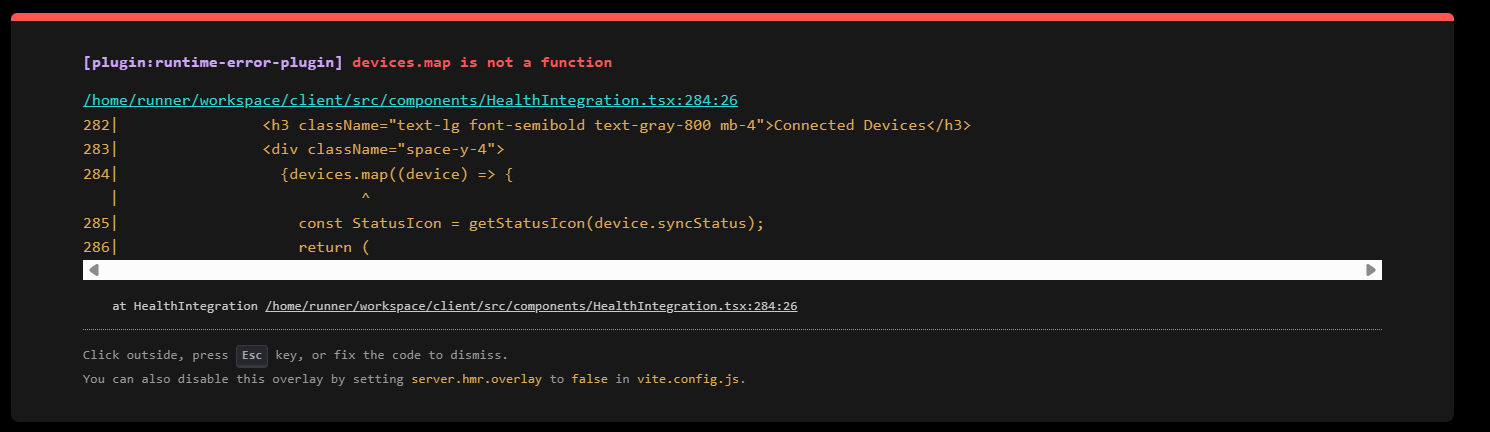 [plugin:runtime-error-plugin] devices.map is not a function
/home/runner/workspace/client/src/components/HealthIntegration.tsx:284:26
282|                <h3 className="text-lg font-semibold text-gray-800 mb-4">Connected Devices</h3>
283|                <div className="space-y-4">
284|                  {devices.map((device) => {
   |                           ^
285|                    const StatusIcon = getStatusIcon(device.syncStatus);
286|                    return (
at HealthIntegration /home/runner/workspace/client/src/components/HealthIntegration.tsx:284:26
Click outside, press Esc key, or fix the code to dismiss.
You can also disable this overlay by setting server.hmr.overlay to false in vite.config.js.